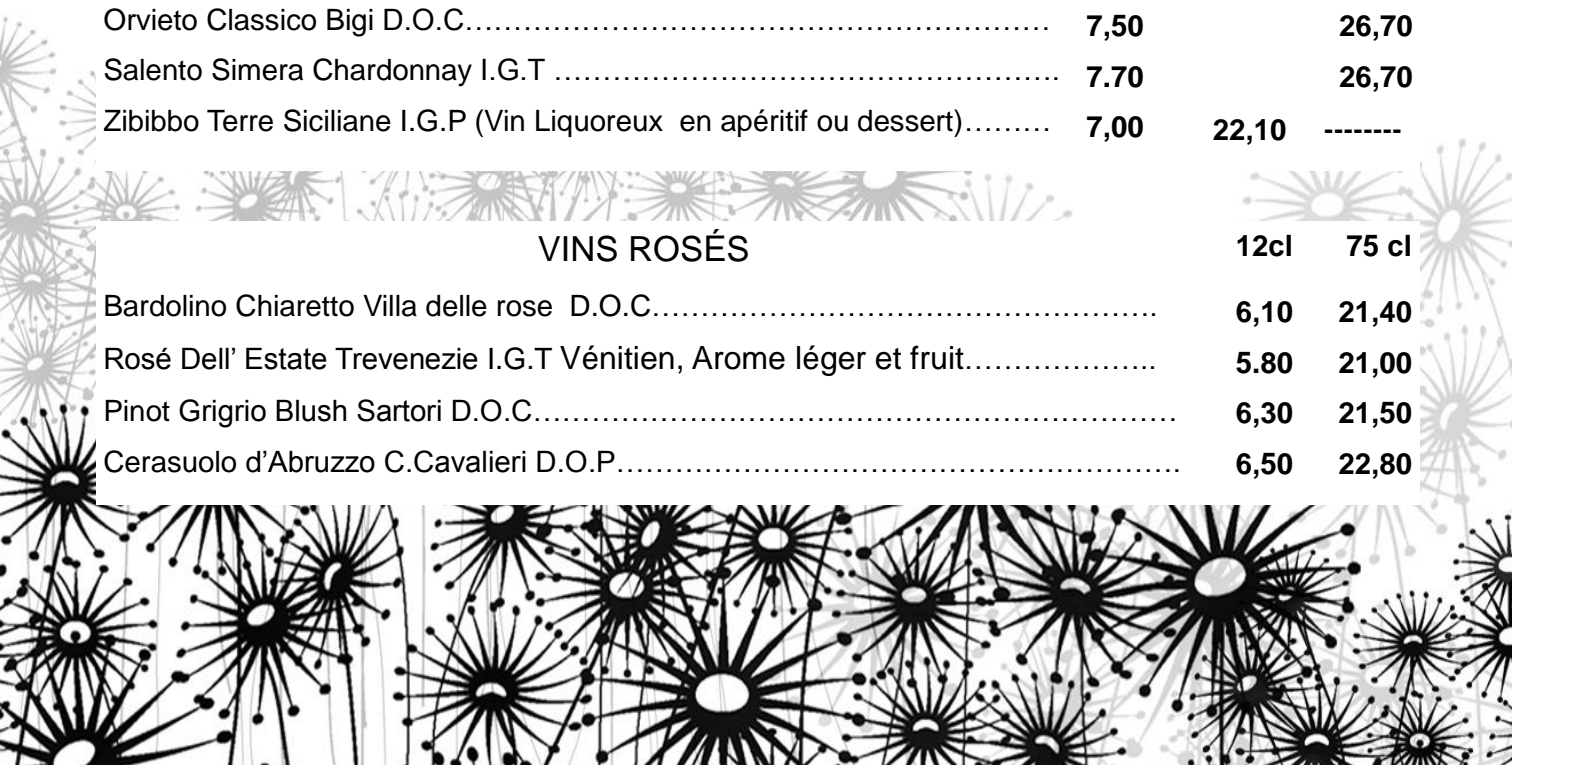 Orvieto Classico Bigi D.O.C…………………………………………………… 7,50 26,70
Salento Simera Chardonnay I.G.T ……………………………………………. 7.70 26,70
Zibibbo Terre Siciliane I.G.P (Vin Liquoreux  en apéritif ou dessert)……… 7,00 22,10 --------
VINS ROSÉS 12cl 75 cl
Bardolino Chiaretto Villa delle rose  D.O.C……………………………………………. 6,10 21,40
Rosé Dell’ Estate Trevenezie I.G.T Vénitien, Arome léger et fruit……………….. 5.80 21,00
Pinot Grigrio Blush Sartori D.O.C….……………………………………………………… 6,30 21,50
Cerasuolo d’Abruzzo C.Cavalieri D.O.P…………………………………………………. 6,50 22,80